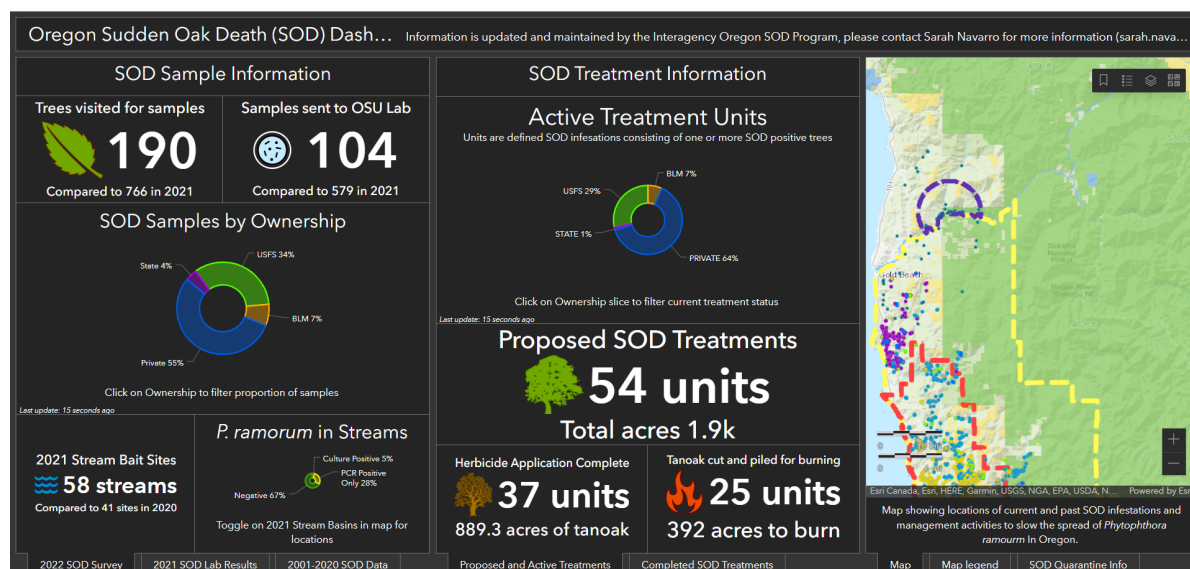 Oregon Sudden Oak Death (SOD) Dash...
Information is updated and maintained by the Interagency Oregon SOD Program, please contact Sarah Navarro for more information (sarah.nava...
SOD Sample Information
Trees visited for samples
190
Compared to 766 in 2021
Samples sent to OSU Lab
104
Compared to 579 in 2021
SOD Samples by Ownership
USFS 34%
State 4%
BLM 7%
Private 55%
Click on Ownership to filter proportion of samples
Last update: 15 seconds ago
2021 Stream Bait Sites
58 streams
Compared to 41 sites in 2020
P. ramorum in Streams
Culture Positive 5%
PCR Positive
Only 28%
Negative 67%
Toggle on 2021 Stream Basins in map for
locations
2022 SOD Survey
2021 SOD Lab Results
2001-2020 SOD Data
SOD Treatment Information
Active Treatment Units
Units are defined SOD infesations consisting of one or more SOD positive trees
BLM 7%
USFS 29%
STATE 1%
PRIVATE 64%
Click on Ownership slice to filter current treatment status
Last update: 15 seconds ago
Proposed SOD Treatments
54 units
Total acres 1.9k
Herbicide Application Complete
37 units
889.3 acres of tanoak
Tanoak cut and piled for burning
25 units
392 acres to burn
Proposed and Active Treatments
Completed SOD Treatments
101
Gold Beach
0
0
+
−
Esri Canada, Esri, HERE, Garmin, USGS, NGA, EPA, USDA, N...
Powered by Esri
Map showing locations of current and past SOD infestations and
management activities to slow the spread of Phytophthora
ramourm In Oregon.
Map
Map legend
SOD Quarantine Info